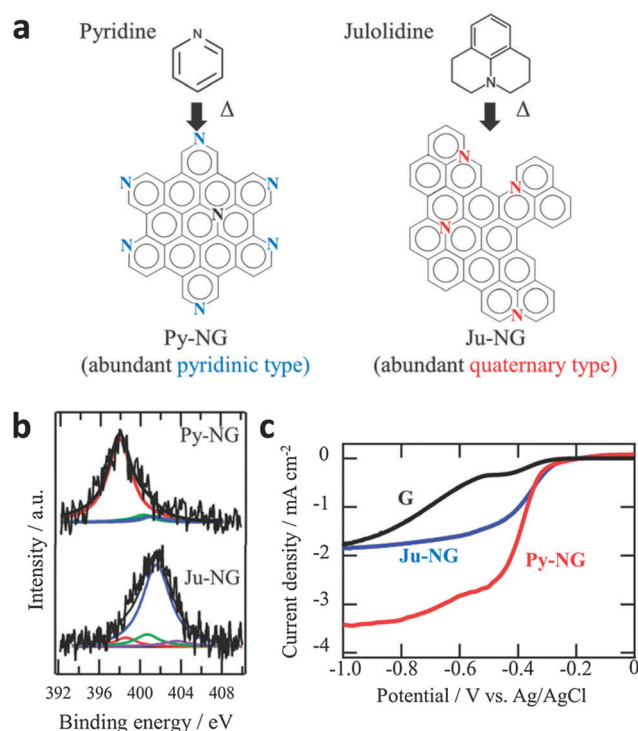 a
Pyridine
Julolidine
N
N
Δ
Δ
N
N
N
N
N
N
N
N
N
N
N
Py-NG
(abundant pyridinic type)
Ju-NG
(abundant quaternary type)
b
Py-NG
Ju-NG
Intensity / a.u.
392 396 400 404 408
Binding energy / eV
c
G
Ju-NG
Py-NG
Current density / mA cm-2
0
-1
-2
-3
-4
-1.0 -0.8 -0.6 -0.4 -0.2 0
Potential / V vs. Ag/AgCl